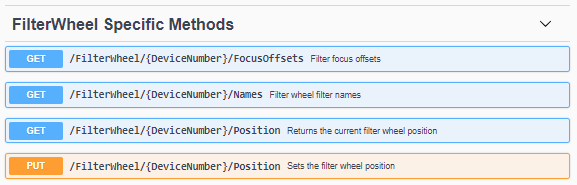 FilterWheel Specific Methods
GET /FilterWheel/{DeviceNumber}/FocusOffsets Filter focus offsets
GET /FilterWheel/{DeviceNumber}/Names Filter wheel filter names
GET /FilterWheel/{DeviceNumber}/Position Returns the current filter wheel position
PUT /FilterWheel/{DeviceNumber}/Position Sets the filter wheel position